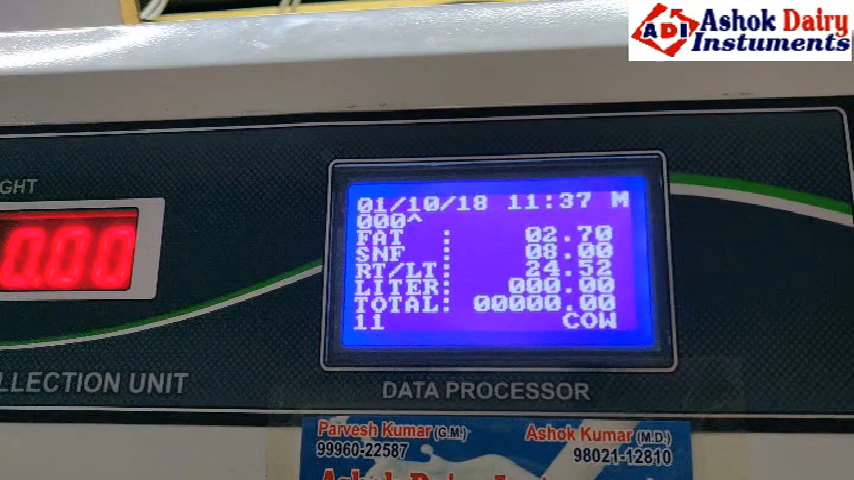 ADI Ashok Dairy
Instuments
GHT
0.00
01/10/18 11:37 M
000^
FAT : 02.70
SNF : 08.00
RT/LT: 24.52
LITER: 000.00
TOTAL: 00000.00
11 COW
LLECTION UNIT
DATA PROCESSOR
Parvesh Kumar (G.M.) Ashok Kumar (M.D.)
99960-22587 98021-12810
Ashok Dairy